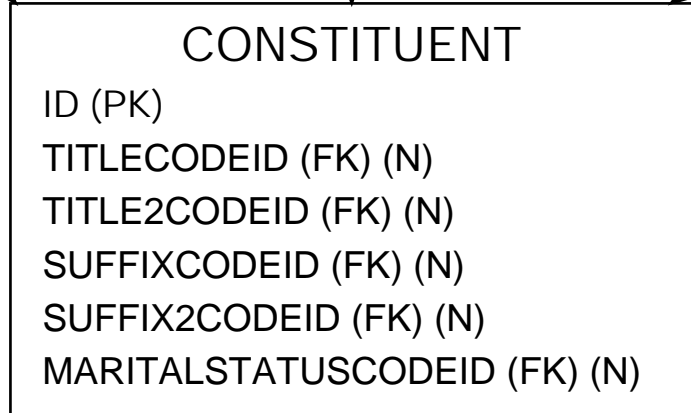 CONSTITUENT
ID (PK)
TITLECODEID (FK) (N)
TITLE2CODEID (FK) (N)
SUFFIXCODEID (FK) (N)
SUFFIX2CODEID (FK) (N)
MARITALSTATUSCODEID (FK) (N)